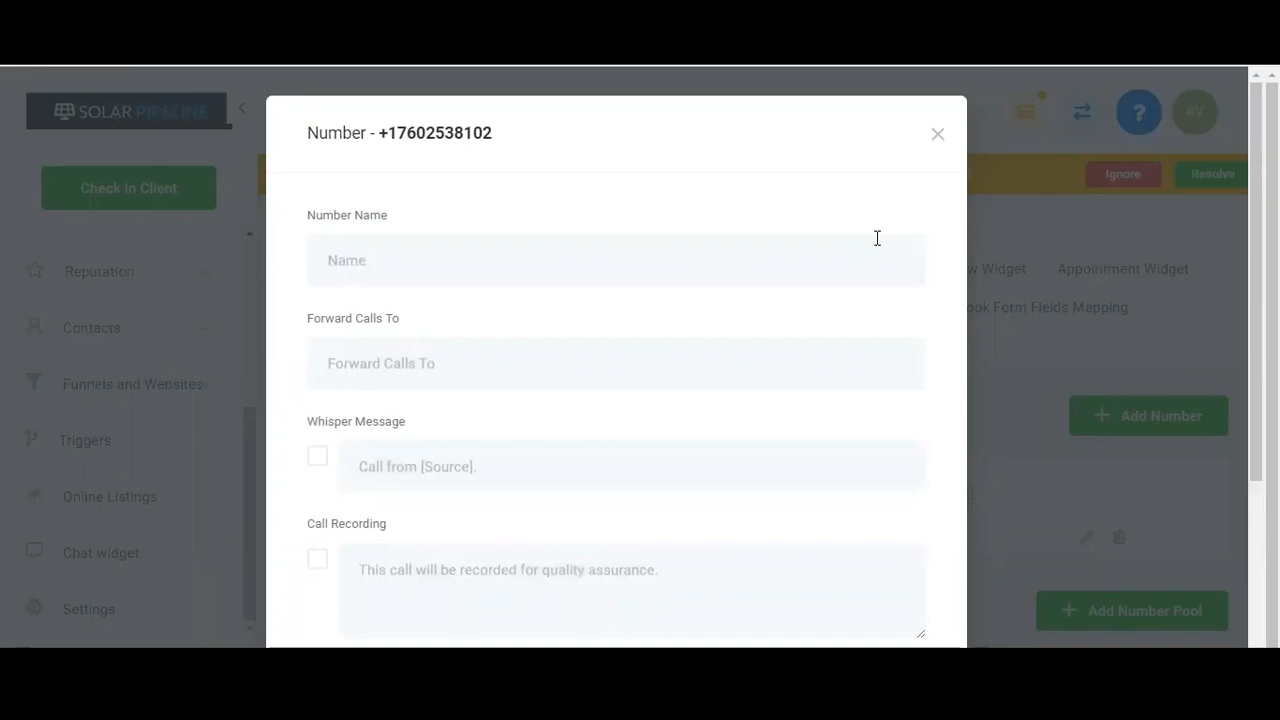 SOLAR PIPELINE
Number - +17602538102
?
Check in Client
Ignore
Resolve
Number Name
Name
Reputation
Appointment Widget
Contacts
Forward Calls To
Form Fields Mapping
Forward Calls To
Funnels and Websites
Whisper Message
+ Add Number
Triggers
Call from [Source].
Online Listings
Call Recording
Chat widget
This call will be recorded for quality assurance.
Settings
+ Add Number Pool